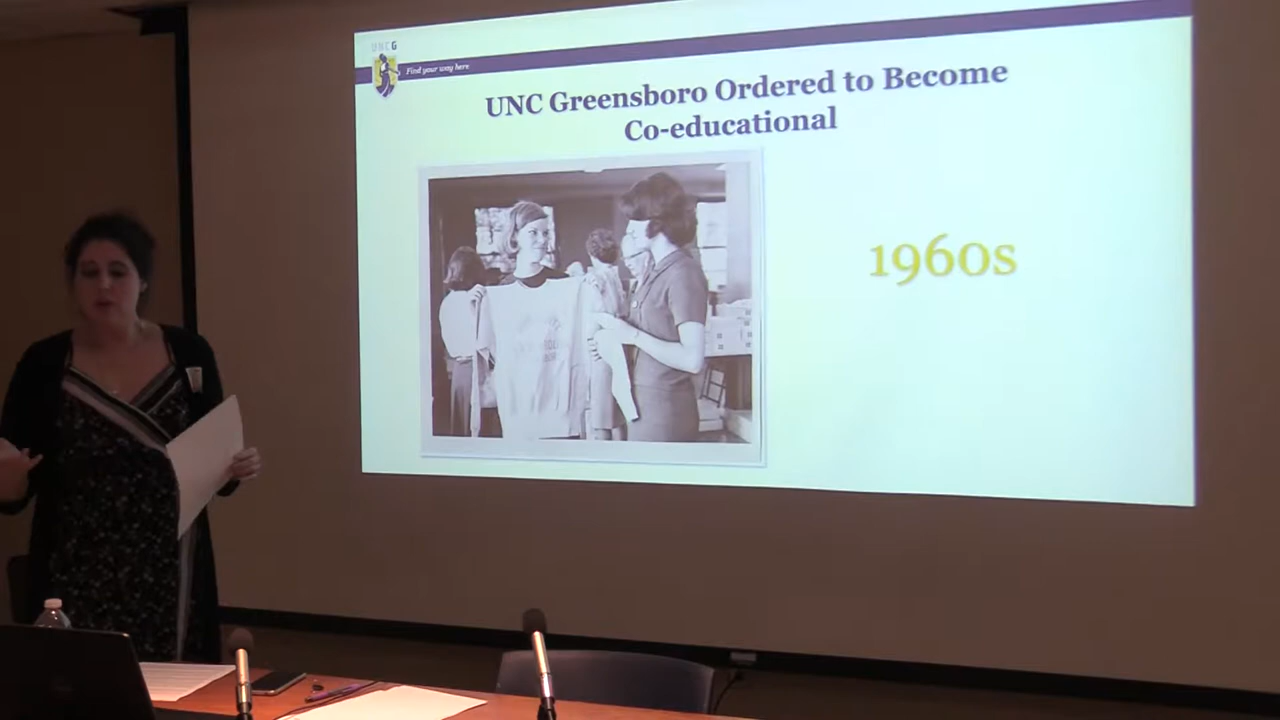 UNCG
Find your way here
UNC Greensboro Ordered to Become
Co-educational
1960s